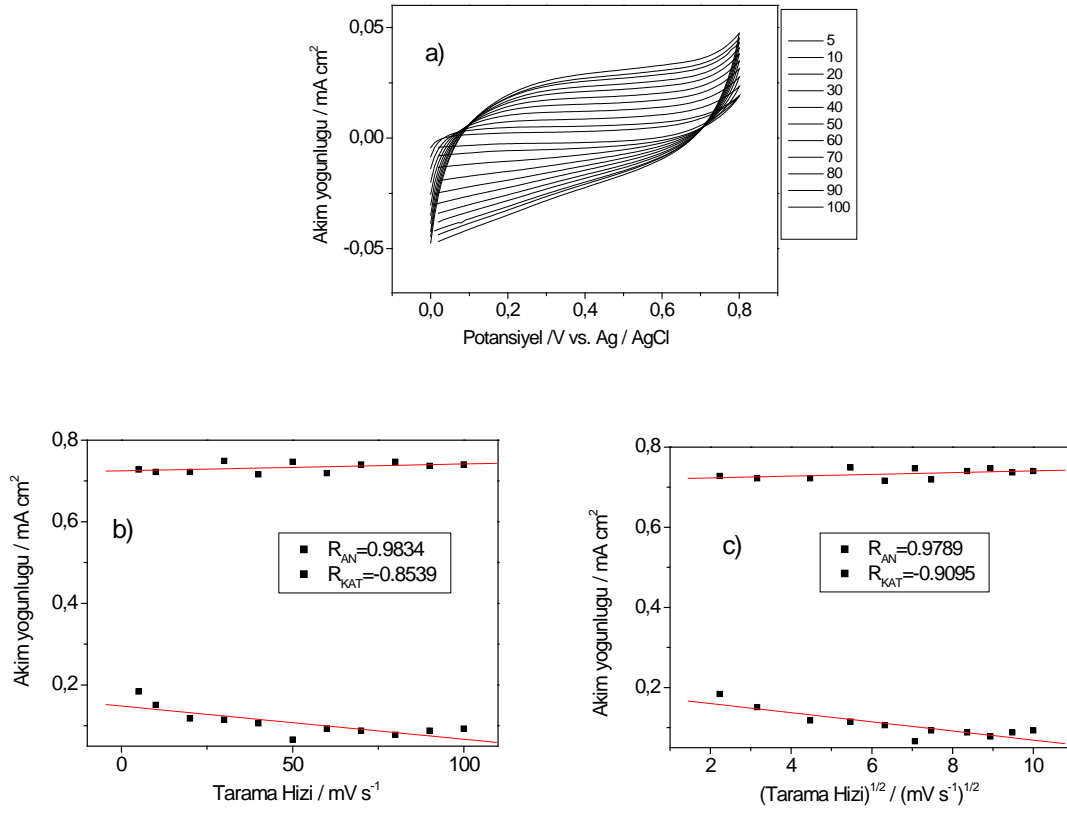 a)
0,05
0,00
-0,05
Akim yogunlugu / mA cm²
0,0 0,2 0,4 0,6 0,8
Potansiyel /V vs. Ag / AgCl
5
10
20
30
40
50
60
70
80
90
100
0,8
0,6
0,4
0,2
Akim yogunlugu / mA cm²
b)
R_AN=0.9834
R_KAT=-0.8539
0 50 100
Tarama Hizi / mV s⁻¹
0,8
0,6
0,4
0,2
Akim yogunlugu / mA cm²
c)
R_AN=0.9789
R_KAT=-0.9095
2 4 6 8 10
(Tarama Hizi)^1/2 / (mV s⁻¹)^1/2